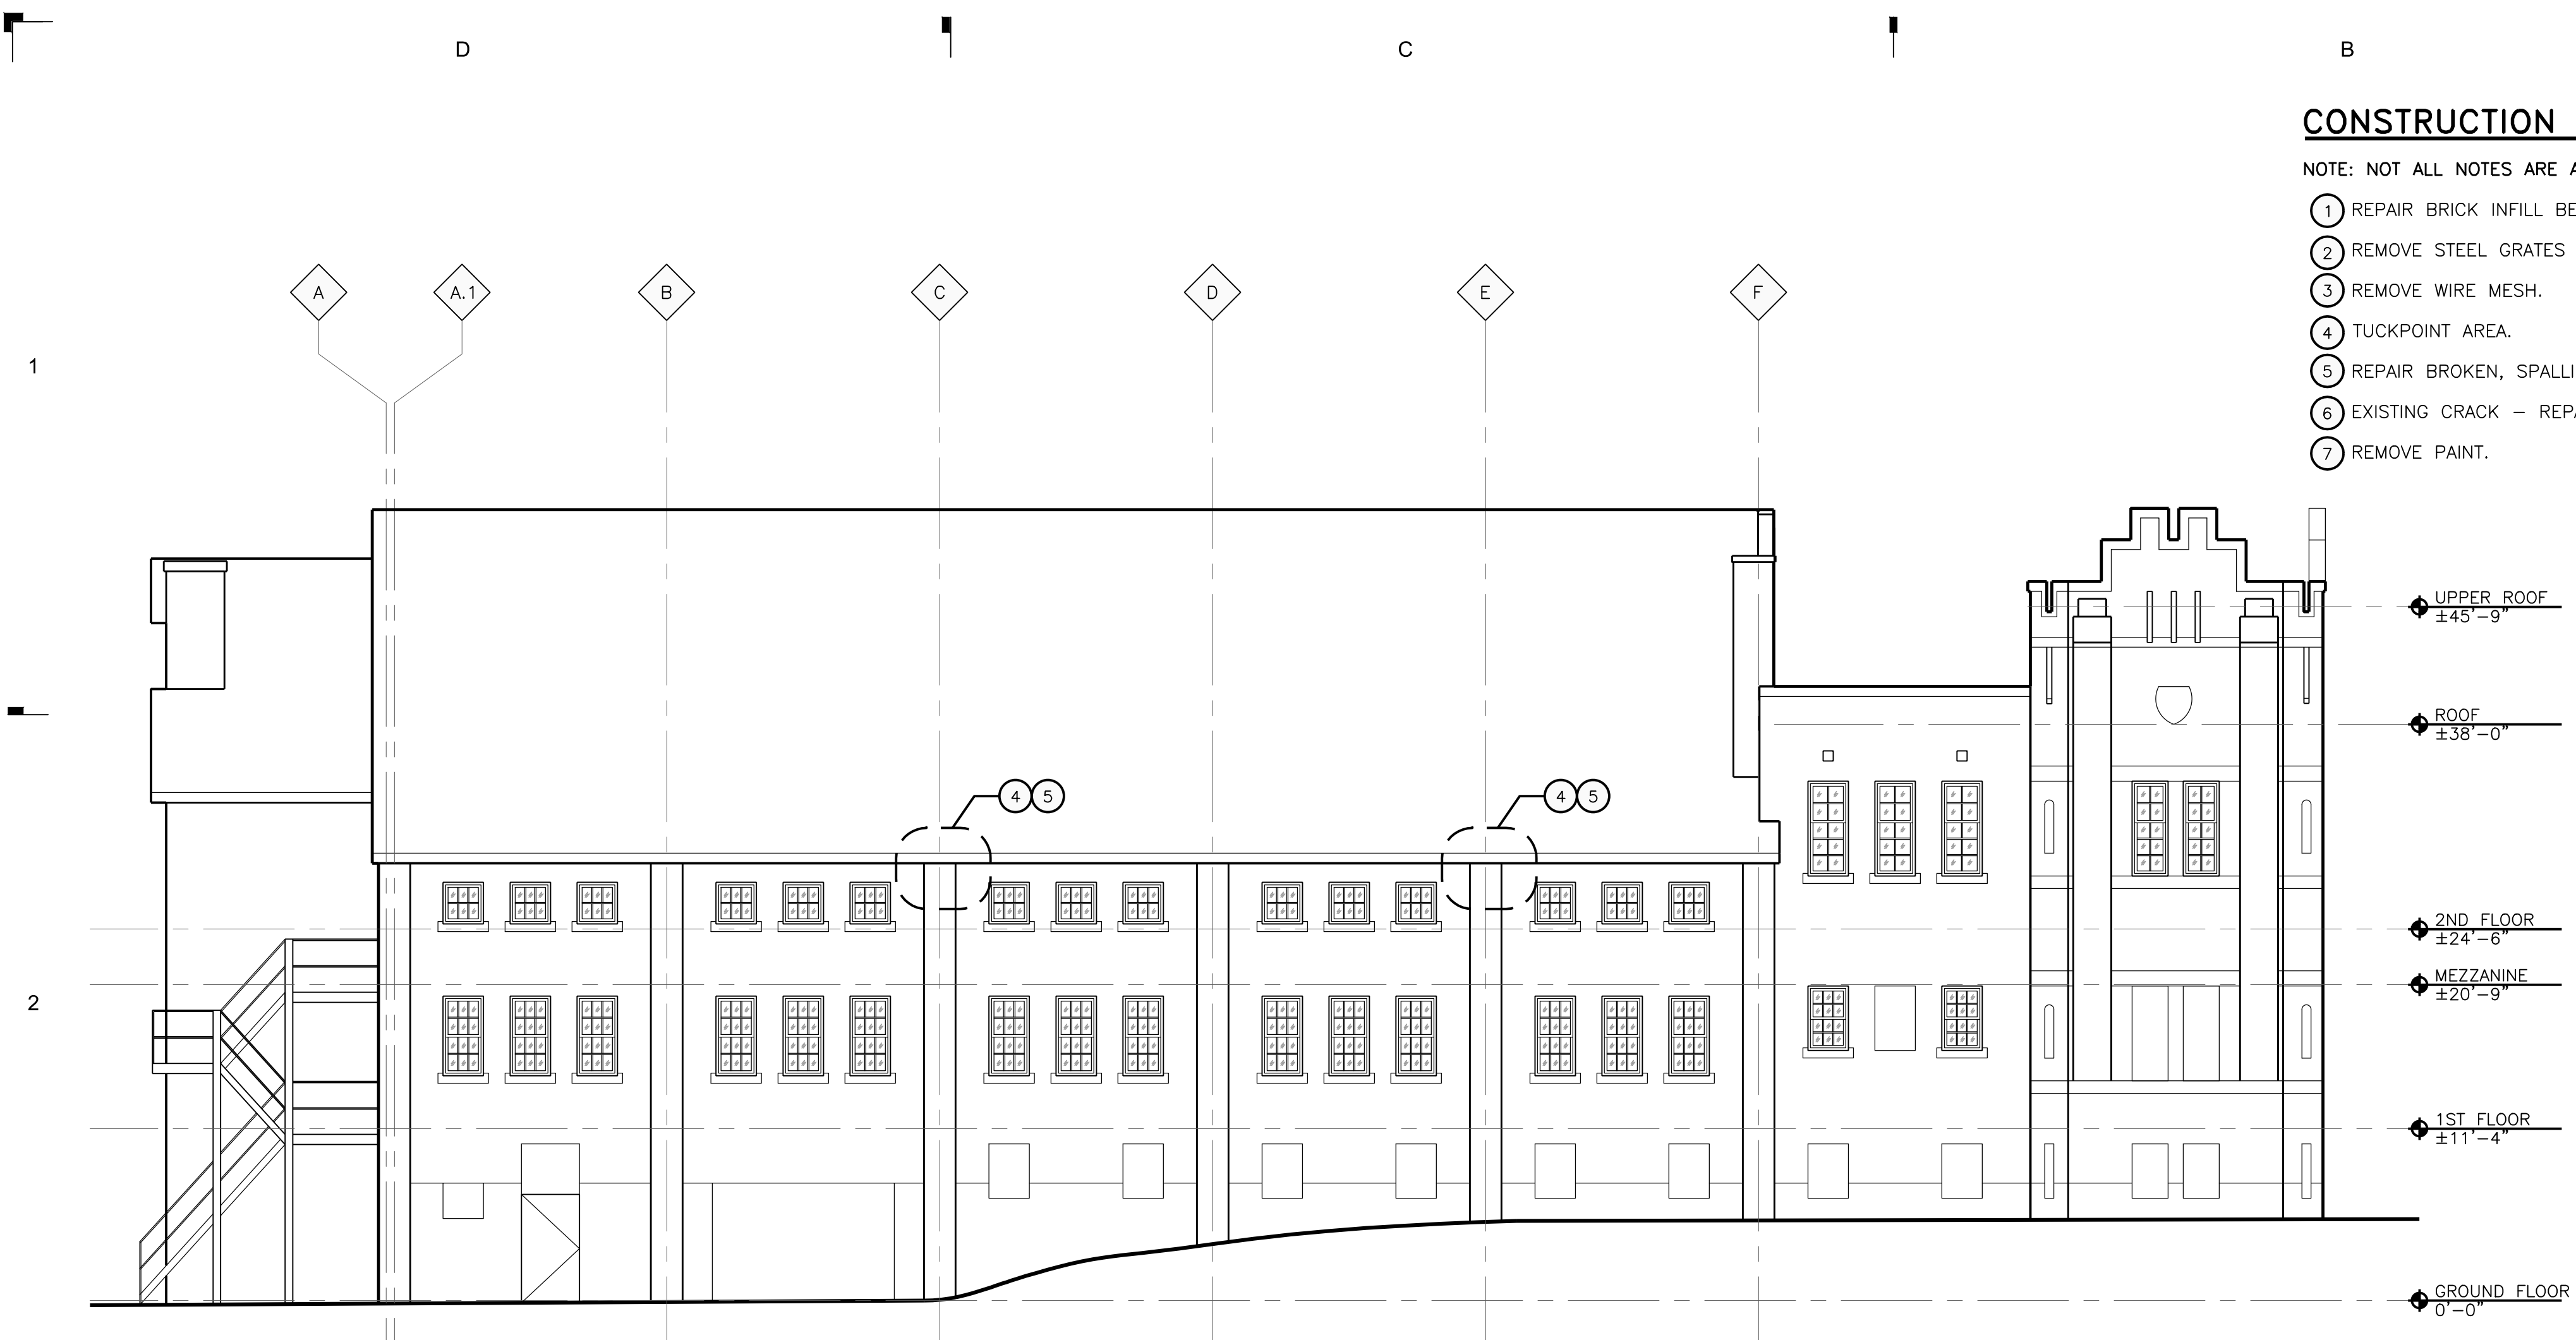 D
C
B
CONSTRUCTION
NOTE: NOT ALL NOTES ARE
1 REPAIR BRICK INFILL
2 REMOVE STEEL GRATES
3 REMOVE WIRE MESH.
4 TUCKPOINT AREA.
5 REPAIR BROKEN,
6 EXISTING CRACK –
7 REMOVE PAINT.
A
A.1
B
C
D
E
F
1
UPPER ROOF
±45'-9"
ROOF
±38'-0"
4 5
4 5
2ND FLOOR
±24'-6"
MEZZANINE
±20'-9"
2
1ST FLOOR
±11'-4"
GROUND FLOOR
0'-0"